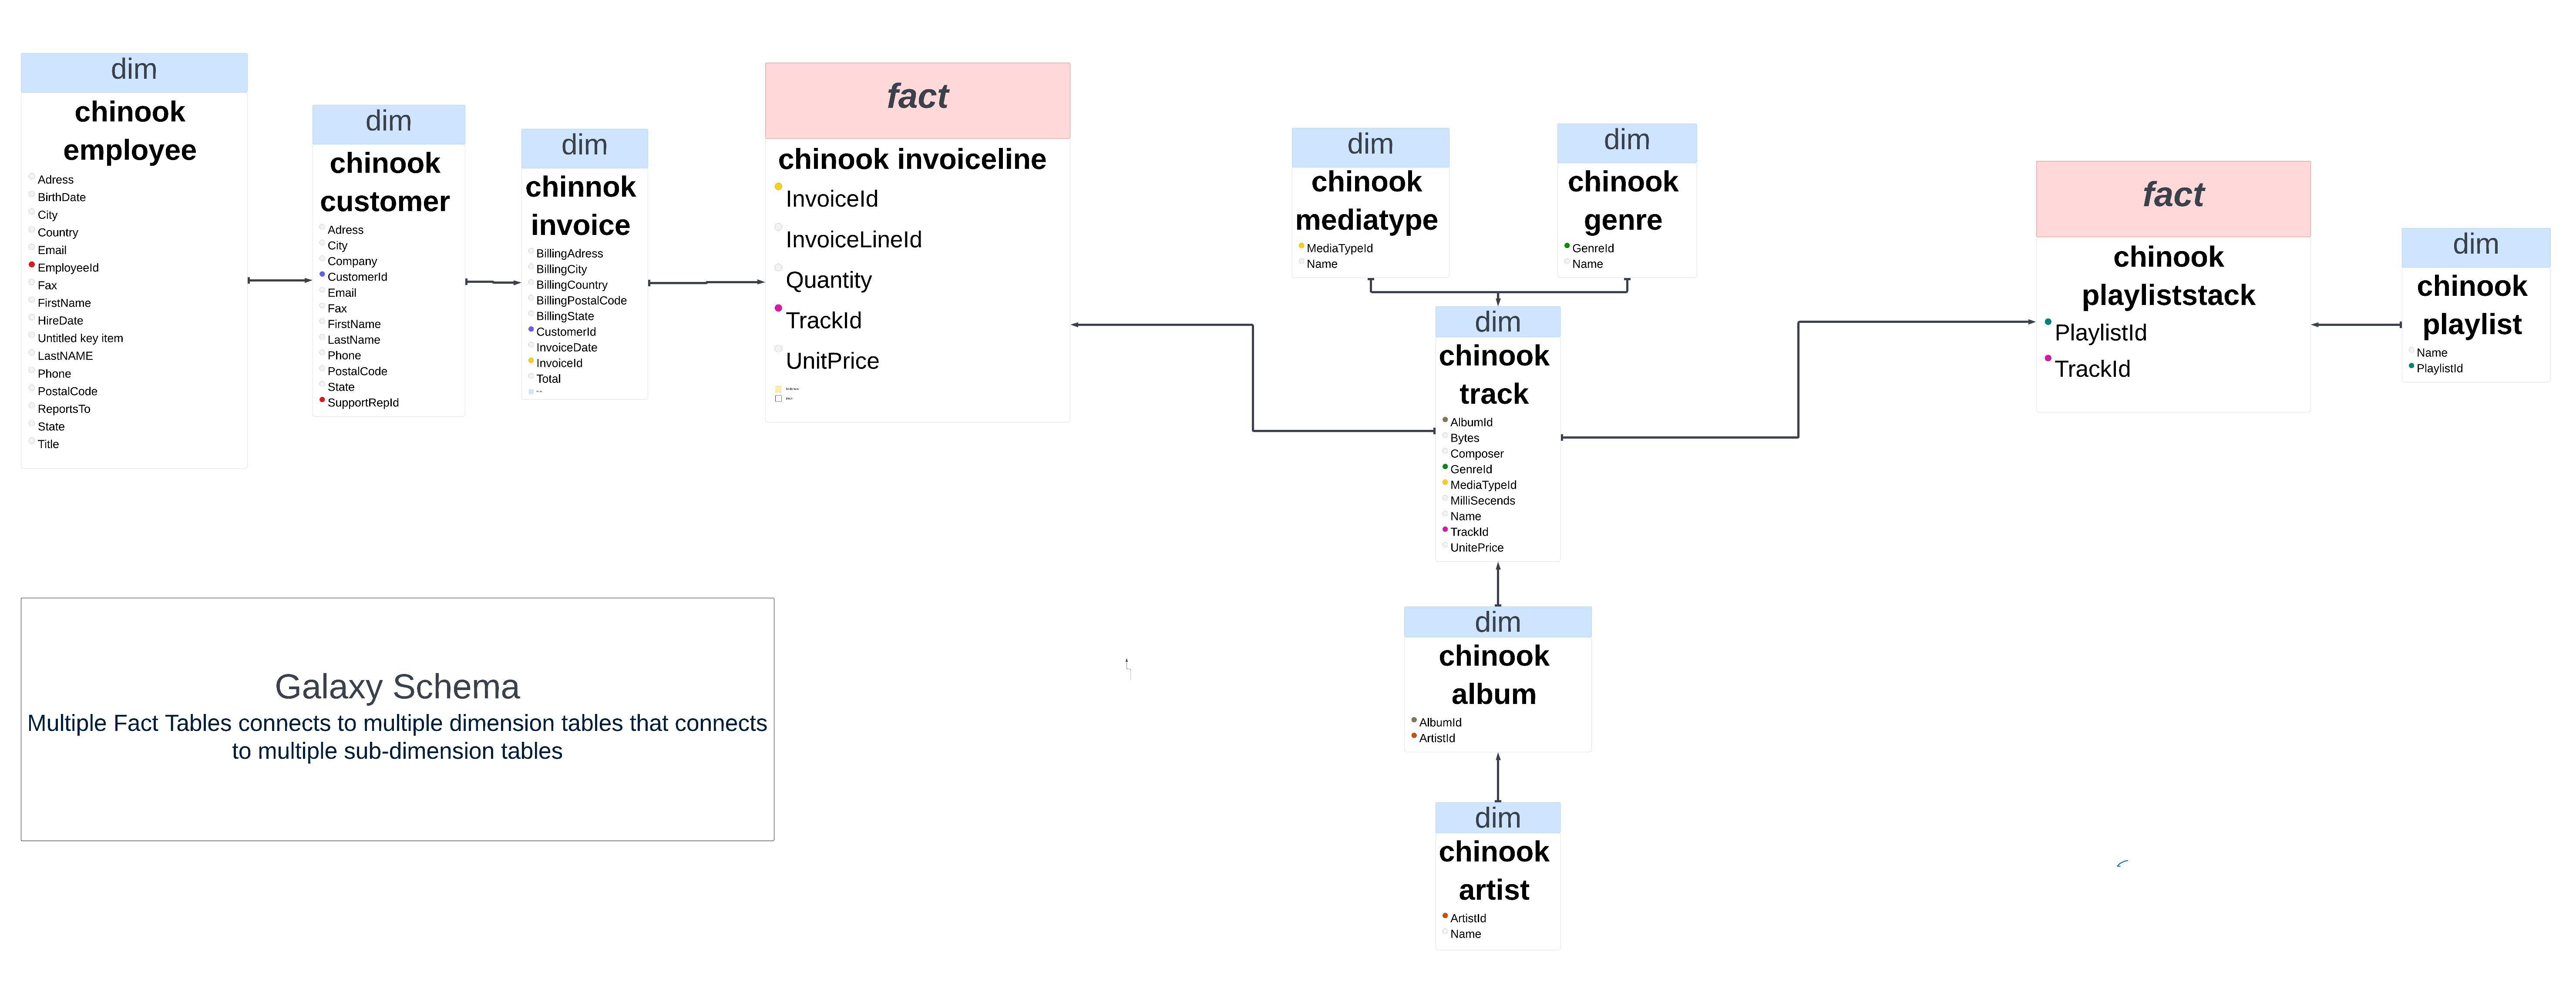 dim
chinook
employee
Adress
BirthDate
City
Country
Email
EmployeeId
Fax
FirstName
HireDate
Untitled key item
LastNAME
Phone
PostalCode
ReportsTo
State
Title
dim
chinook
customer
Adress
City
Company
CustomerId
Email
Fax
FirstName
LastName
Phone
PostalCode
State
SupportRepId
dim
chinnok
invoice
BillingAdress
BillingCity
BillingCountry
BillingPostalCode
BillingState
CustomerId
InvoiceDate
InvoiceId
Total
fact
chinook invoiceline
InvoiceId
InvoiceLineId
Quantity
TrackId
UnitPrice
dim
chinook
mediatype
MediaTypeId
Name
dim
chinook
genre
GenreId
Name
dim
chinook
track
AlbumId
Bytes
Composer
GenreId
MediaTypeId
MilliSecends
Name
TrackId
UnitePrice
fact
chinook
playliststack
PlaylistId
TrackId
dim
chinook
playlist
Name
PlaylistId
dim
chinook
album
AlbumId
ArtistId
dim
chinook
artist
ArtistId
Name
Galaxy Schema
Multiple Fact Tables connects to multiple dimension tables that connects
to multiple sub-dimension tables